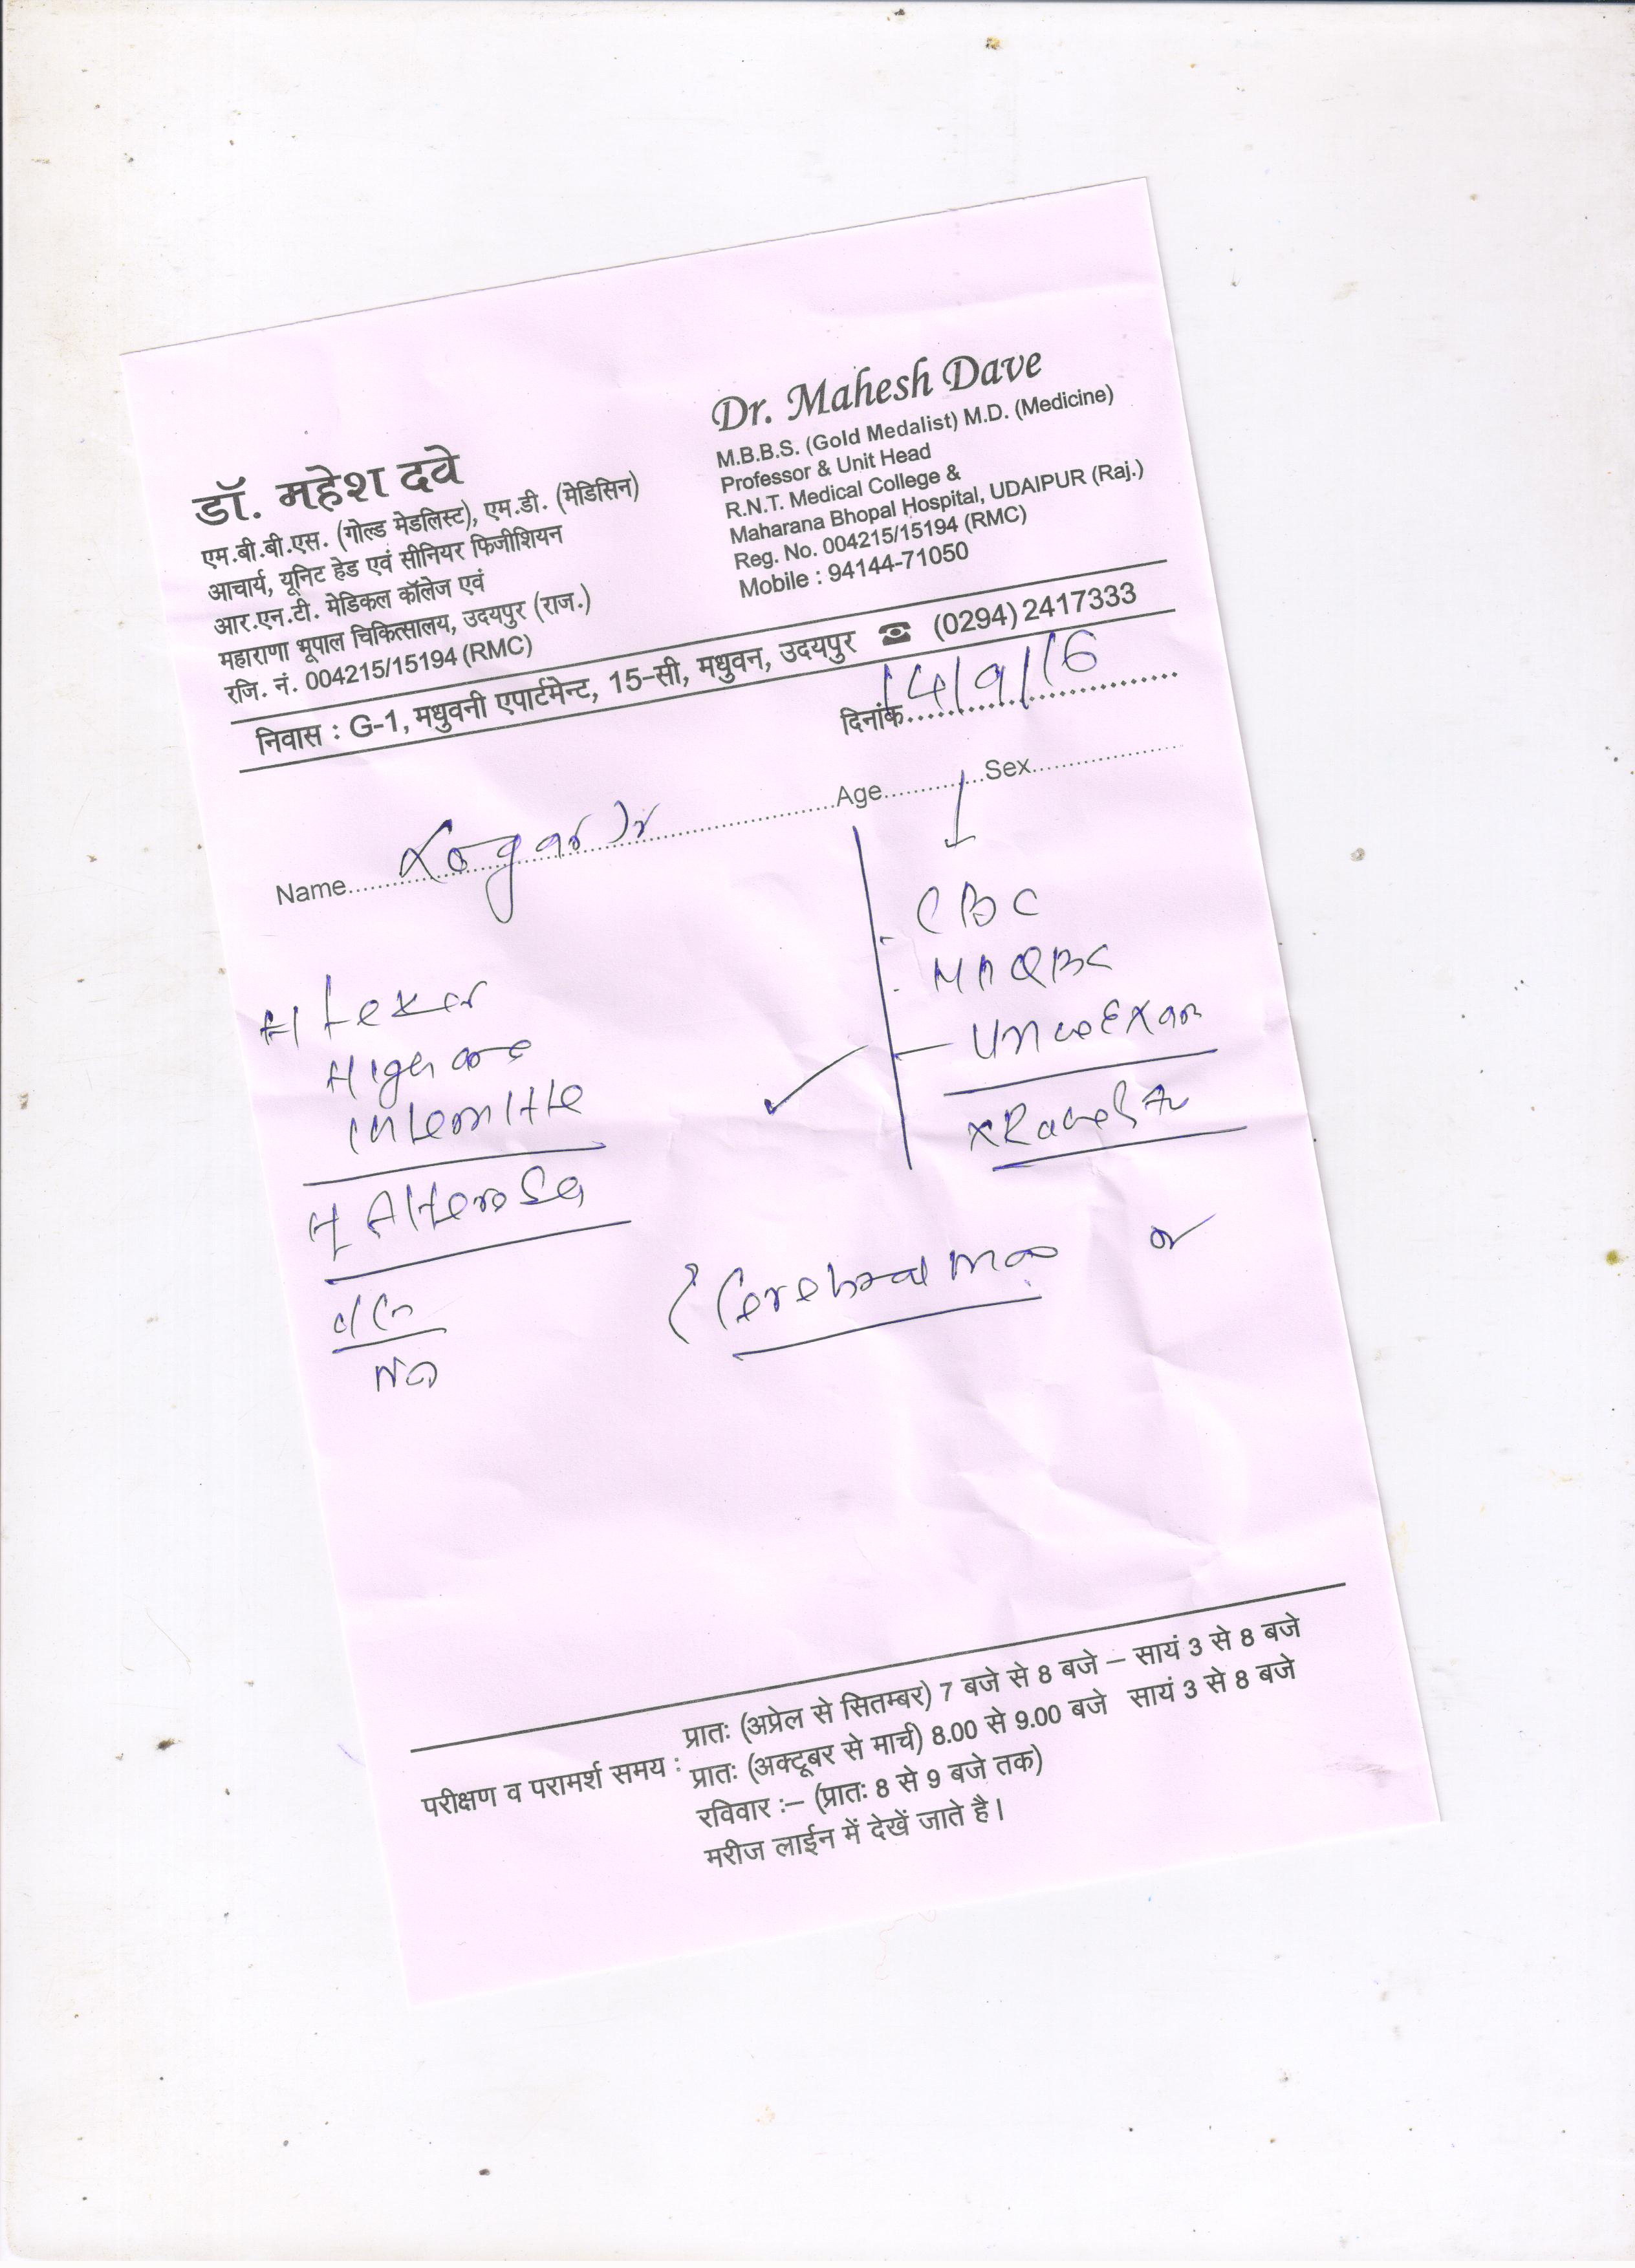 डॉ. महेश दवे
एम.बी.बी.एस. (गोल्ड मेडलिस्ट), एम.डी. (मेडिसिन)
आचार्य, यूनिट हेड एवं सीनियर फिजीशियन
आर.एन.टी. मेडिकल कॉलेज एवं
महाराणा भूपाल चिकित्सालय, उदयपुर (राज.)
रजि. नं. 004215/15194 (RMC)
Dr. Mahesh Dave
M.B.B.S. (Gold Medalist) M.D. (Medicine)
Professor & Unit Head
R.N.T. Medical College &
Maharana Bhopal Hospital, UDAIPUR (Raj.)
Reg. No. 004215/15194 (RMC)
Mobile : 94144-71050
निवास : G-1, मधुवनी एपार्टमेन्ट, 15-सी, मधुवन, उदयपुर ☎ (0294) 2417333
दिनांक 14/9/16
Name Age Sex
High
CBC
प्रातः (अप्रेल से सितम्बर) 7 बजे से 8 बजे – सायं 3 से 8 बजे
परीक्षण व परामर्श समय : प्रातः (अक्टूबर से मार्च) 8.00 से 9.00 बजे सायं 3 से 8 बजे
रविवार :– (प्रातः 8 से 9 बजे तक)
मरीज लाईन में देखें जाते है।